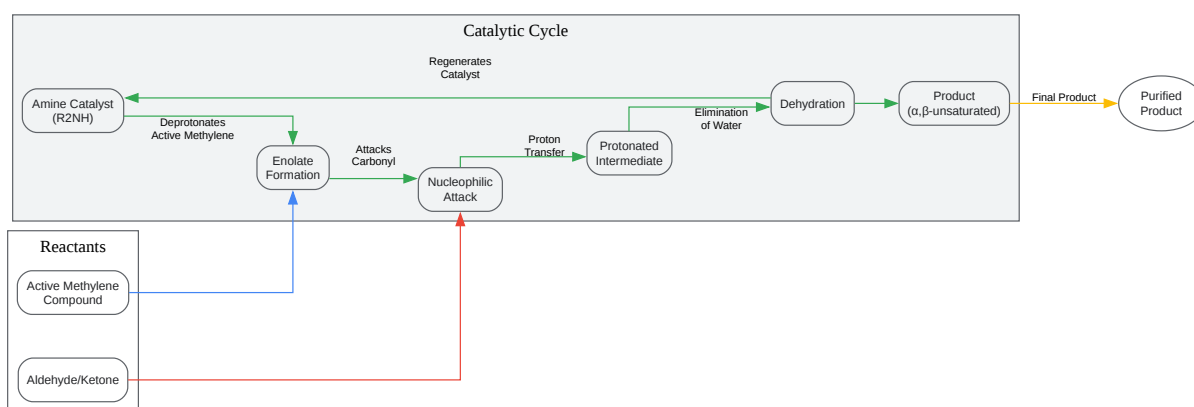 Catalytic Cycle
Regenerates
Catalyst
Amine Catalyst
(R2NH)
Deprotonates
Active Methylene
Enolate
Formation
Attacks
Carbonyl
Nucleophilic
Attack
Proton
Transfer
Protonated
Intermediate
Elimination
of Water
Dehydration
Product
(α,β-unsaturated)
Final Product
Purified
Product
Reactants
Active Methylene
Compound
Aldehyde/Ketone